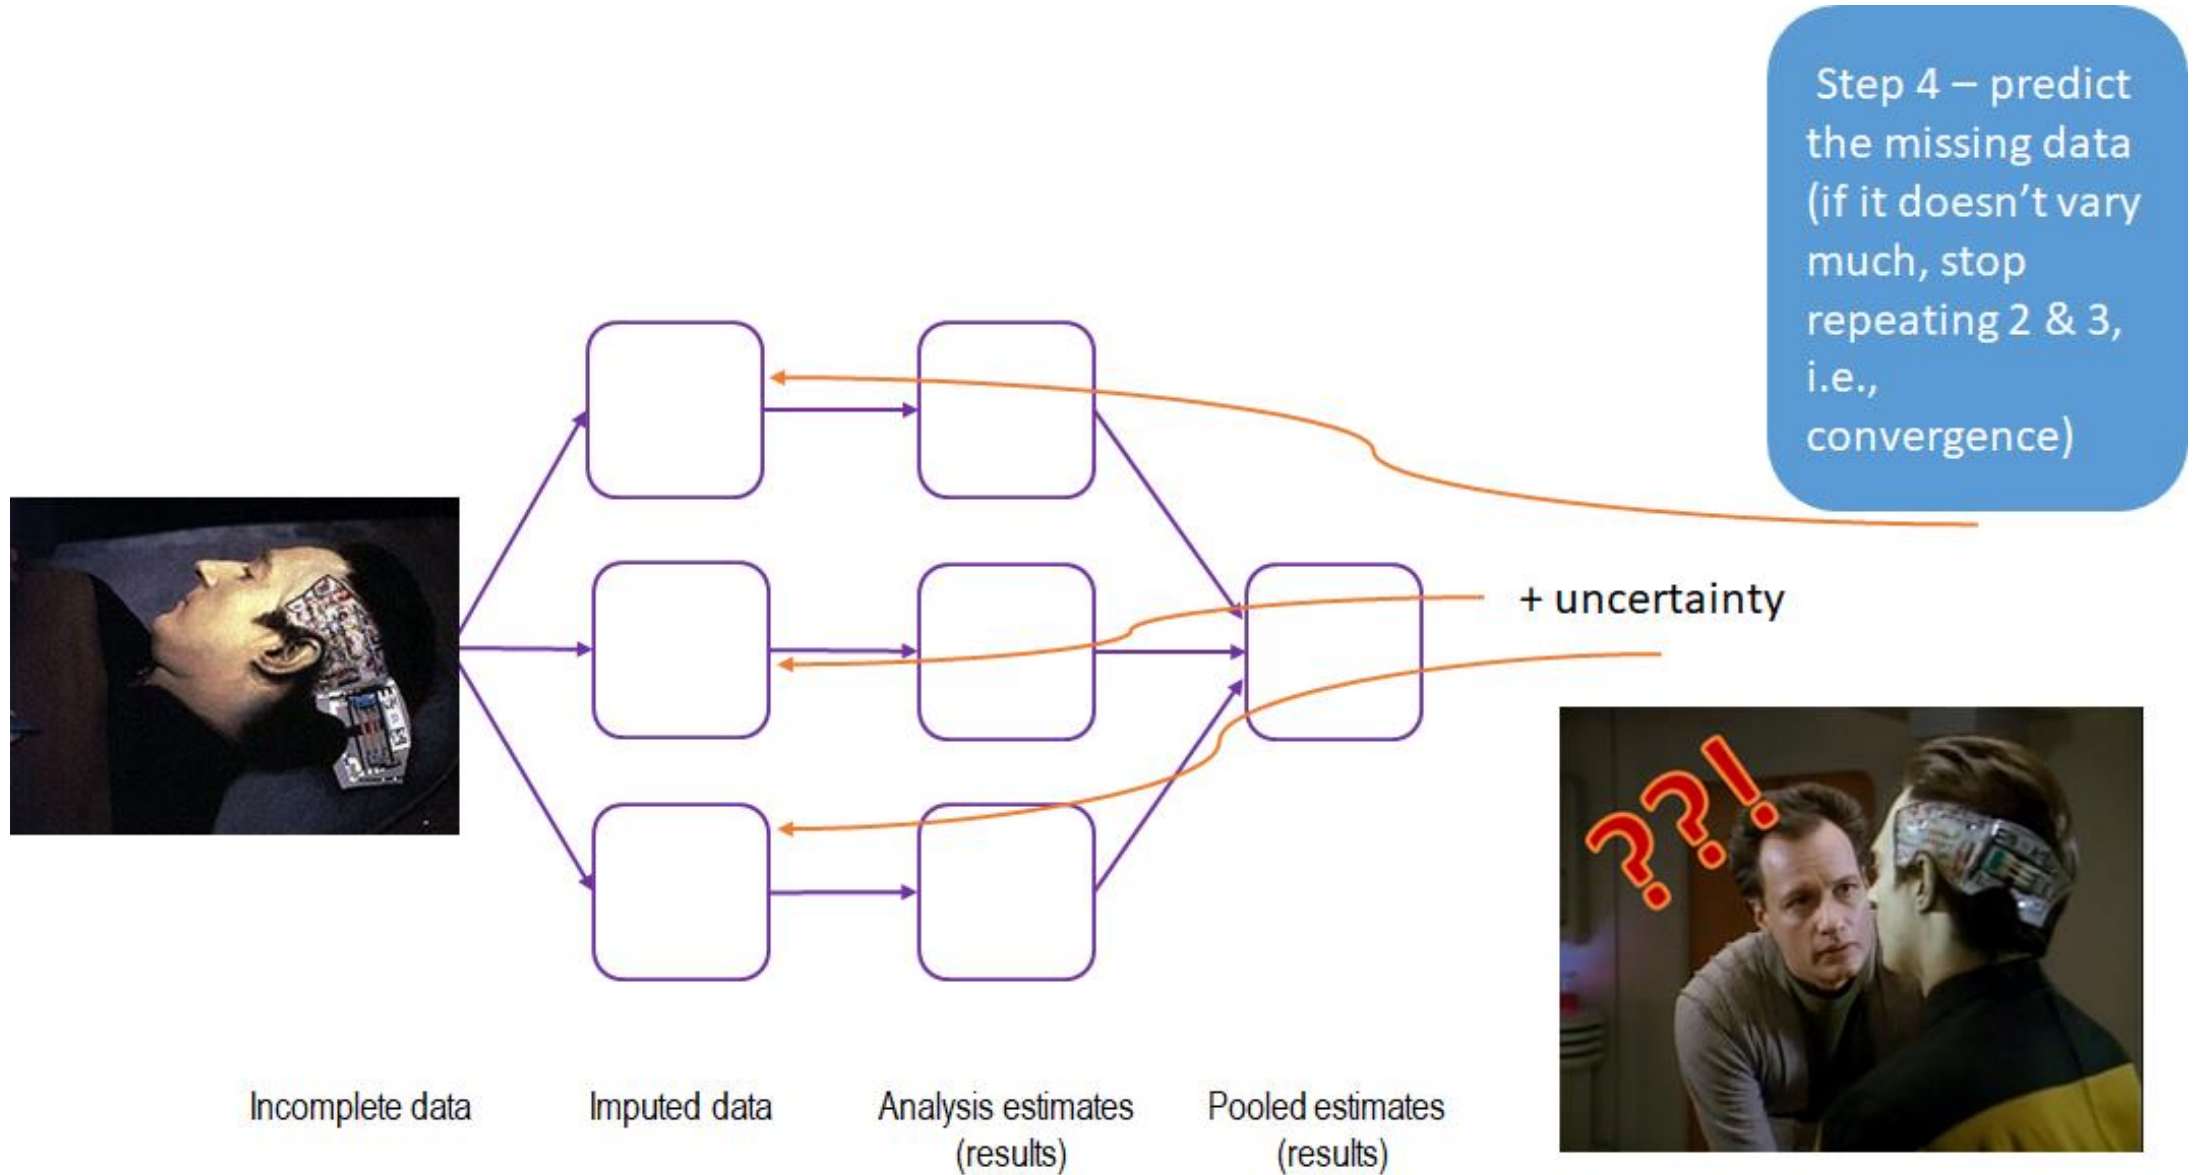 Step 4 – predict
the missing data
(if it doesn't vary
much, stop
repeating 2 & 3,
i.e.,
convergence)
+ uncertainty
??!
Incomplete data
Imputed data
Analysis estimates
(results)
Pooled estimates
(results)